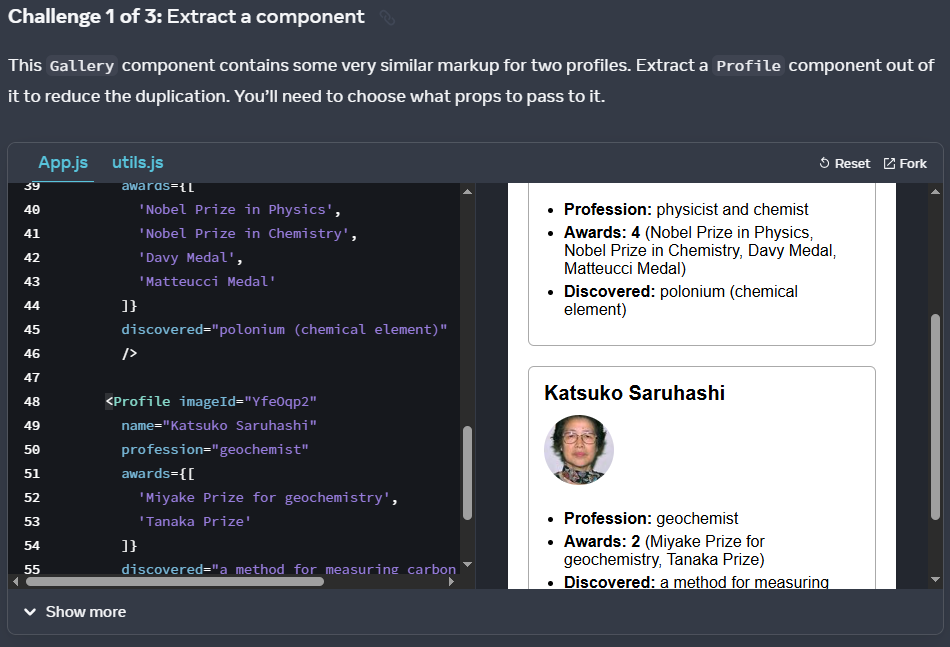 Challenge 1 of 3: Extract a component
This Gallery component contains some very similar markup for two profiles. Extract a Profile component out of
it to reduce the duplication. You’ll need to choose what props to pass to it.
App.js utils.js
Reset Fork
39 awards={[
40 'Nobel Prize in Physics',
41 'Nobel Prize in Chemistry',
42 'Davy Medal',
43 'Matteucci Medal'
44 ]}
45 discovered="polonium (chemical element)"
46 />
47
48 <Profile imageId="YfeOqp2"
49 name="Katsuko Saruhashi"
50 profession="geochemist"
51 awards={[
52 'Miyake Prize for geochemistry',
53 'Tanaka Prize'
54 ]}
55 discovered="a method for measuring carbon
• Profession: physicist and chemist
• Awards: 4 (Nobel Prize in Physics,
Nobel Prize in Chemistry, Davy Medal,
Matteucci Medal)
• Discovered: polonium (chemical
element)
Katsuko Saruhashi
• Profession: geochemist
• Awards: 2 (Miyake Prize for
geochemistry, Tanaka Prize)
• Discovered: a method for measuring
Show more